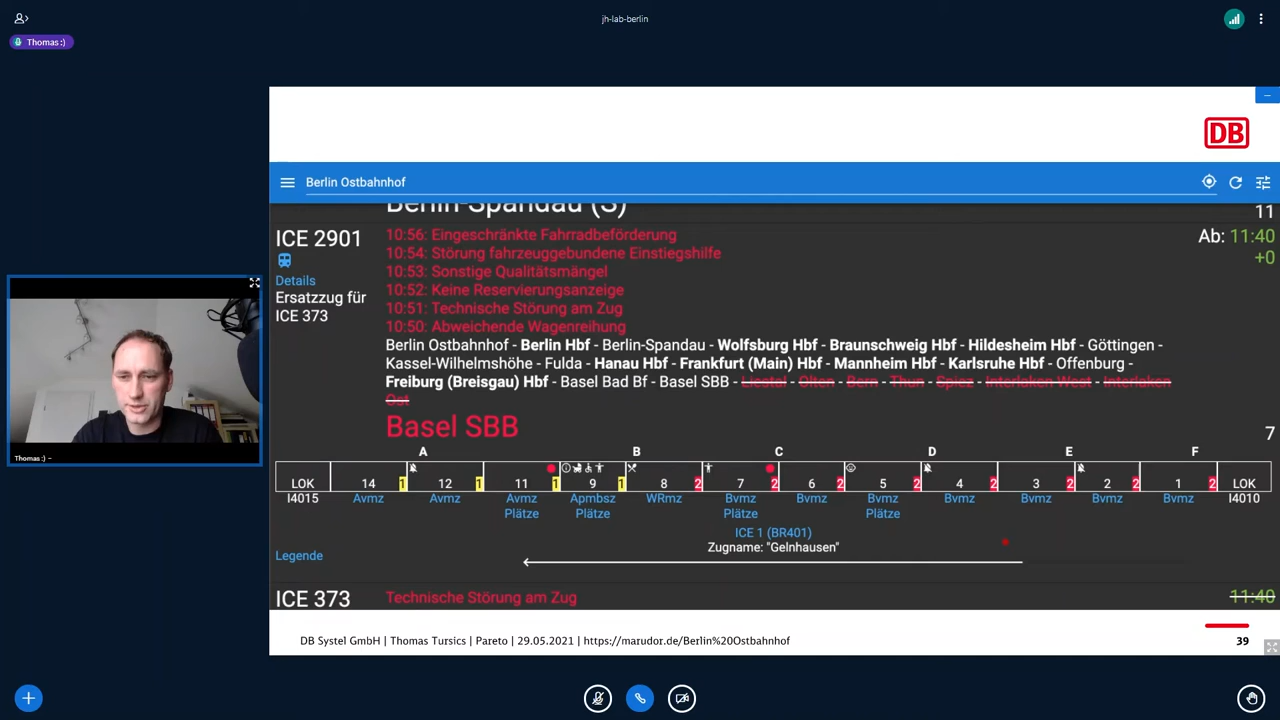 jh-lab-berlin
Thomas :)
DB
Berlin Ostbahnhof
Berlin-Spandau (S)
11
ICE 2901
10:56: Eingeschränkte Fahrradbeförderung
Ab: 11:40
10:54: Störung fahrzeuggebundene Einstiegshilfe
+0
10:53: Sonstige Qualitätsmängel
Details
10:52: Keine Reservierungsanzeige
Ersatzzug für
10:51: Technische Störung am Zug
ICE 373
10:50: Abweichende Wagenreihung
Berlin Ostbahnhof - Berlin Hbf - Berlin-Spandau - Wolfsburg Hbf - Braunschweig Hbf - Hildesheim Hbf - Göttingen -
Kassel-Wilhelmshöhe - Fulda - Hanau Hbf - Frankfurt (Main) Hbf - Mannheim Hbf - Karlsruhe Hbf - Offenburg -
Freiburg (Breisgau) Hbf - Basel Bad Bf - Basel SBB - Liestal - Olten - Bern - Thun - Spiez - Interlaken West - Interlaken
Ost
Basel SBB
7
A B C D E F
LOK 14 1 12 1 11 1 9 1 8 2 7 2 6 2 5 2 4 2 3 2 2 2 1 2 LOK
I4015 Avmz Avmz Avmz Apmbsz WRmz Bvmz Bvmz Bvmz Bvmz Bvmz Bvmz Bvmz I4010
Plätze Plätze Plätze Plätze
ICE 1 (BR401)
Zugname: "Gelnhausen"
Legende
ICE 373
Technische Störung am Zug
11:40
DB Systel GmbH | Thomas Tursics | Pareto | 29.05.2021 | https://marudor.de/Berlin%20Ostbahnhof
39
Thomas :) ~